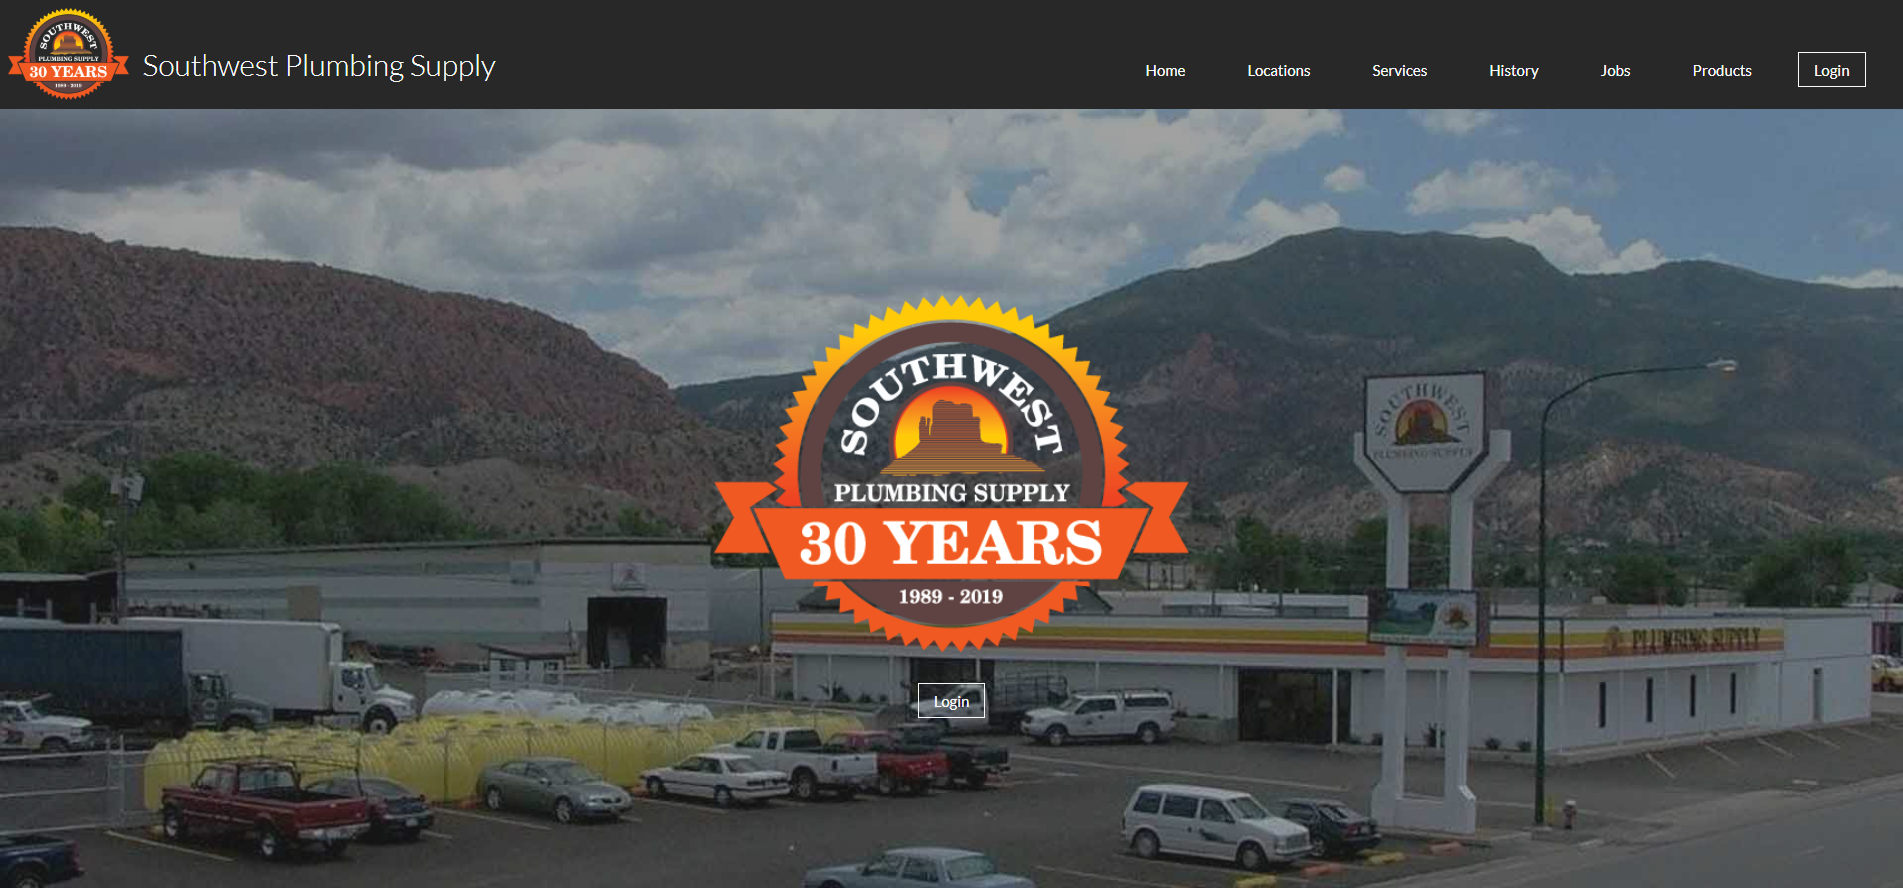 SOUTHWEST
PLUMBING SUPPLY
30 YEARS
1989 - 2019
Southwest Plumbing Supply
Home
Locations
Services
History
Jobs
Products
Login
SOUTHWEST
PLUMBING SUPPLY
30 YEARS
1989 - 2019
SOUTHWEST
PLUMBING SUPPLY
PLUMBING SUPPLY
Login